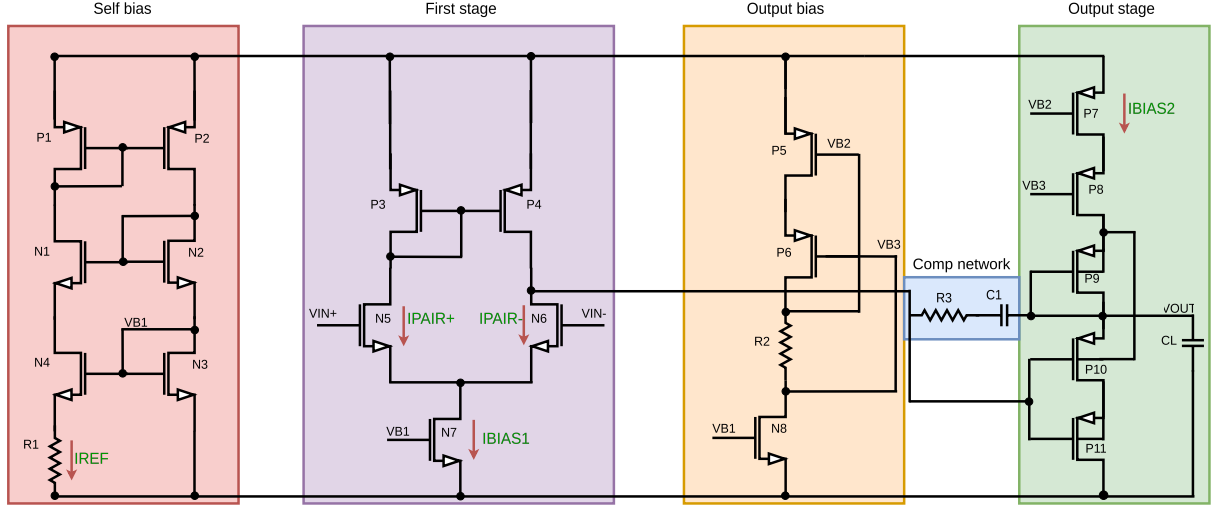 Self bias
First stage
Output bias
Output stage
P1
P2
N1
N2
VB1
N4
N3
R1
IREF
P3
P4
VIN+
N5
IPAIR+
IPAIR-
N6
VIN-
VB1
N7
IBIAS1
P5
VB2
P6
VB3
R2
VB1
N8
Comp network
R3
C1
VB2
P7
IBIAS2
VB3
P8
P9
VOUT
CL
P10
P11